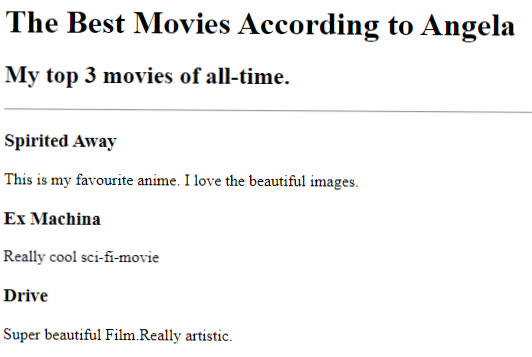 The Best Movies According to Angela
My top 3 movies of all-time.
Spirited Away
This is my favourite anime. I love the beautiful images.
Ex Machina
Really cool sci-fi-movie
Drive
Super beautiful Film.Really artistic.